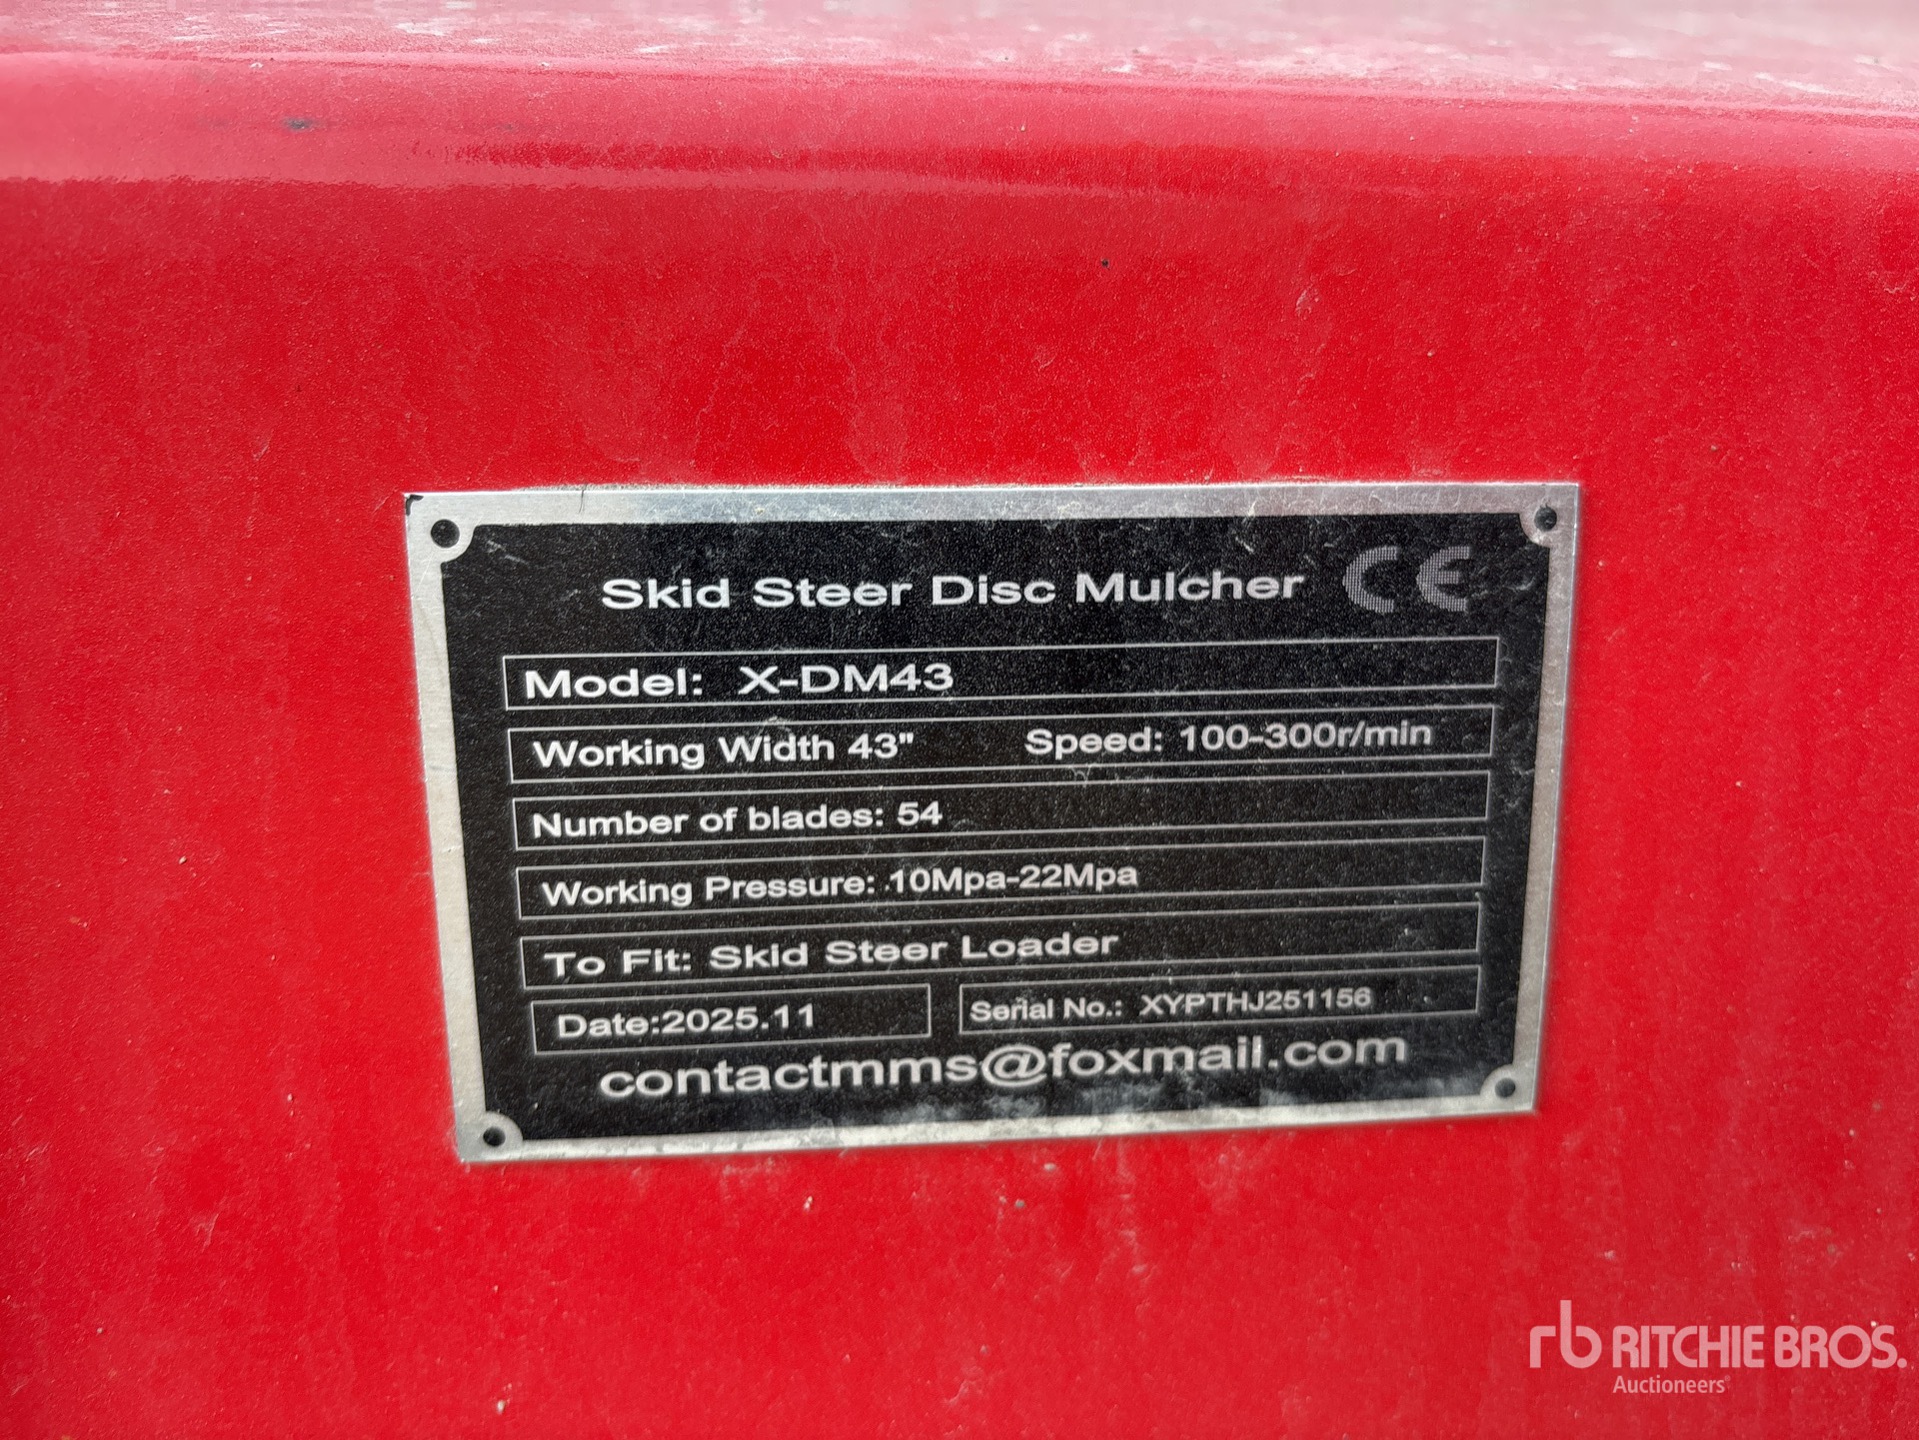 Skid Steer Disc Mulcher CE
Model: X-DM43
Working Width 43" Speed: 100-300r/min
Number of blades: 54
Working Pressure: 10Mpa-22Mpa
To Fit: Skid Steer Loader
Date:2025.11 Serial No.: XYPTHJ251156
contactmms@foxmail.com
rb RITCHIE BROS.
Auctioneers